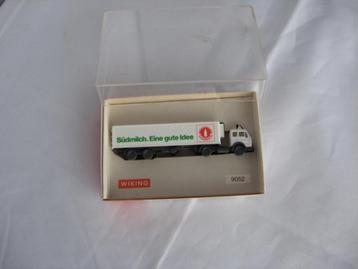 Südmilch. Eine gute Idee
WIKING
9052